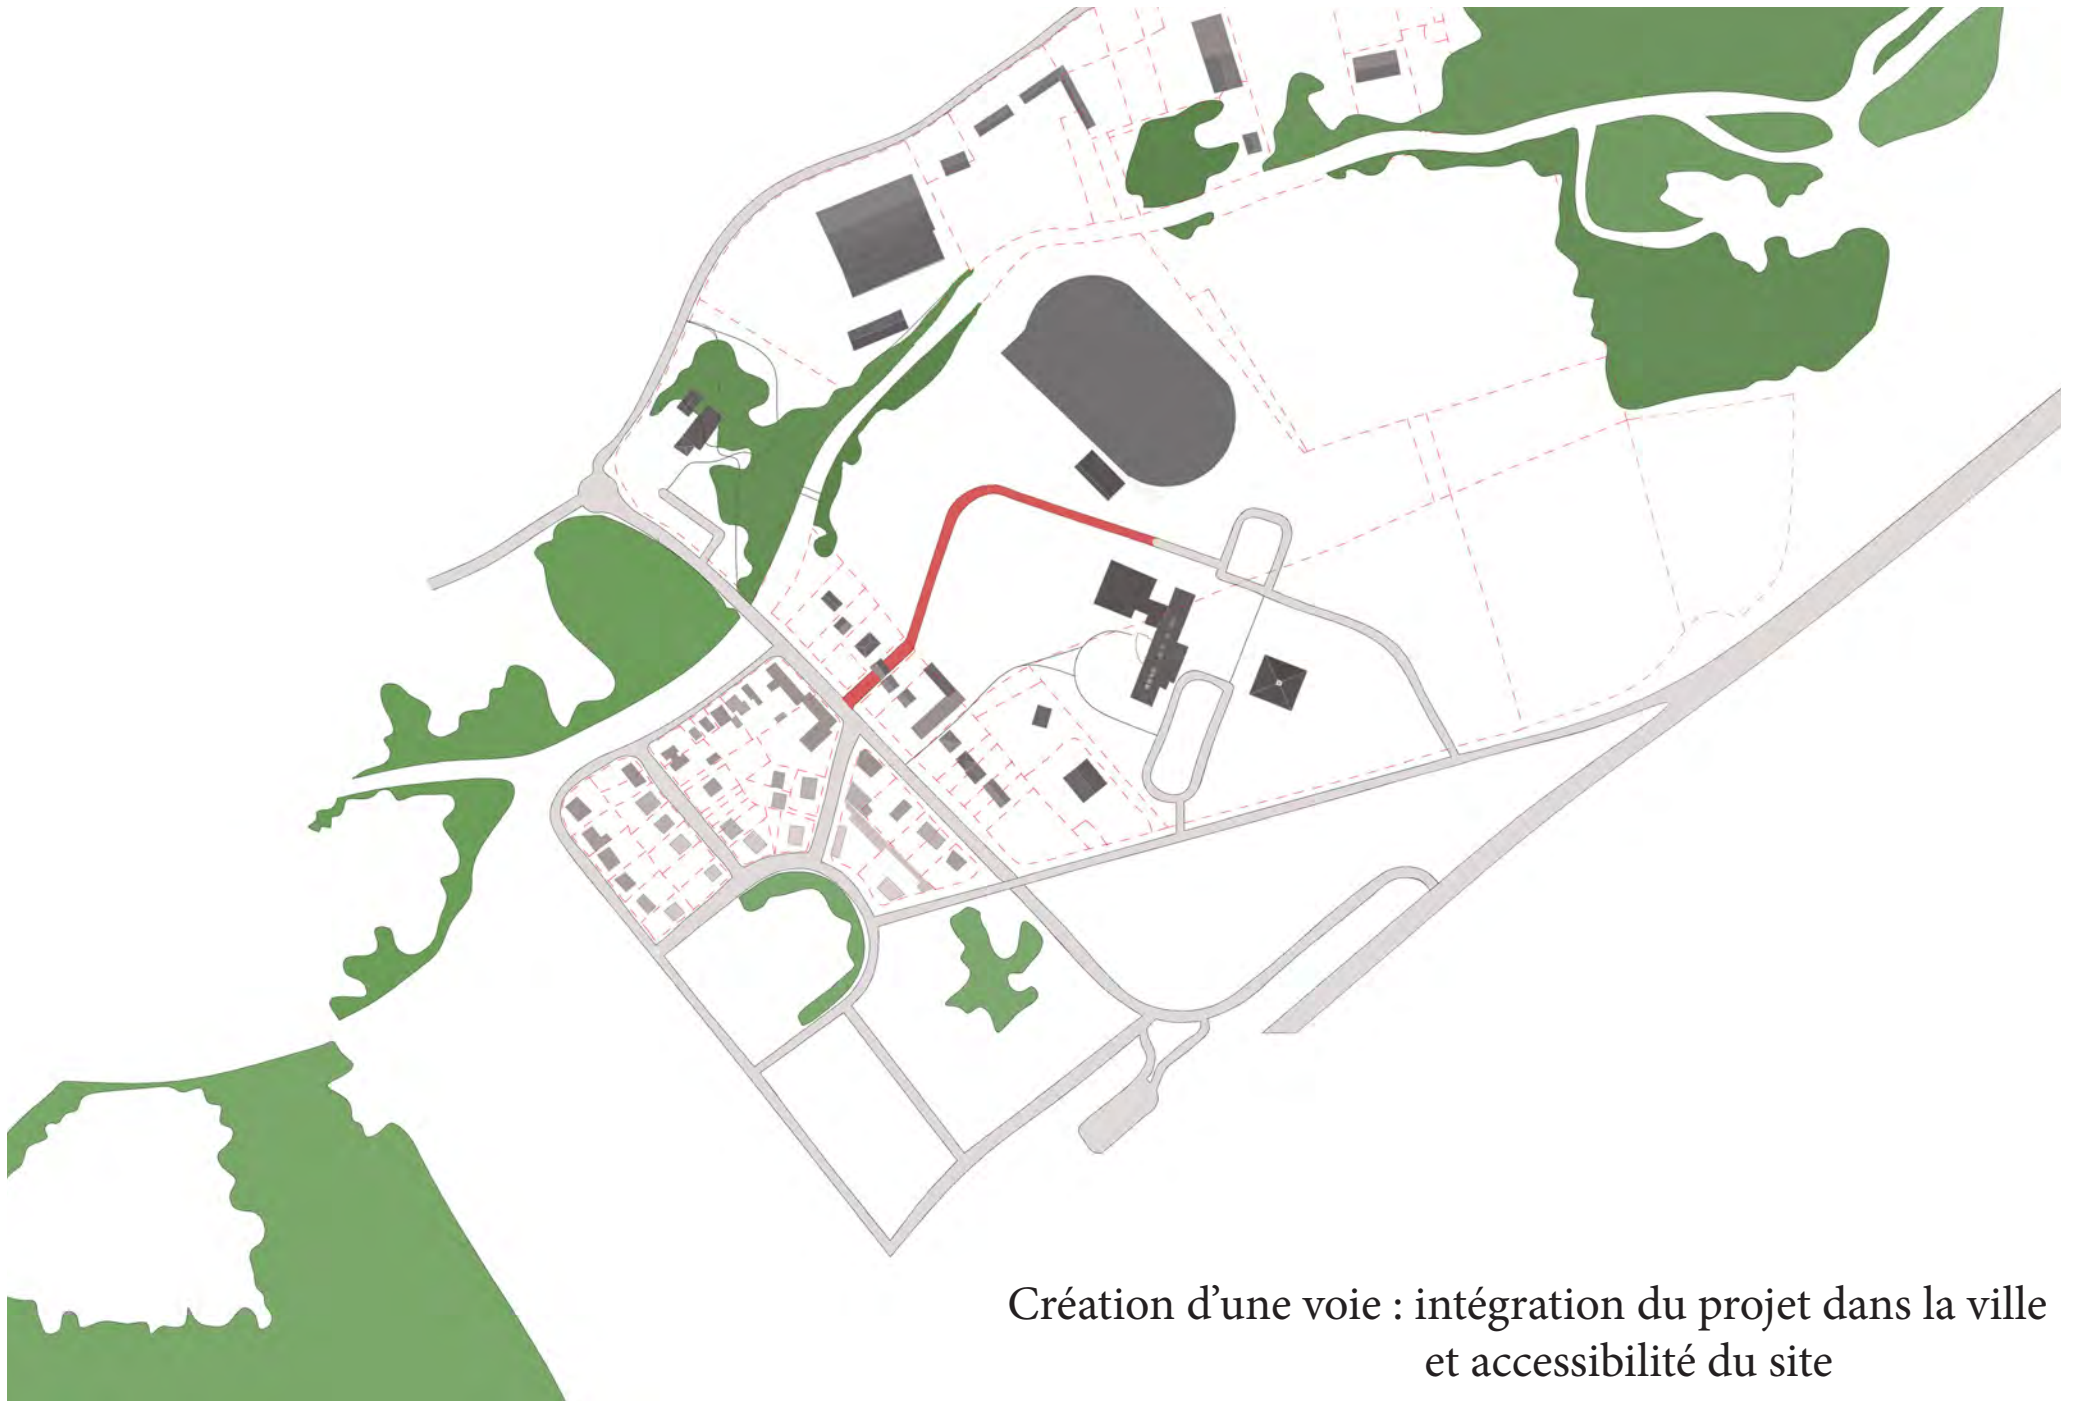 Création d’une voie : intégration du projet dans la ville
et accessibilité du site